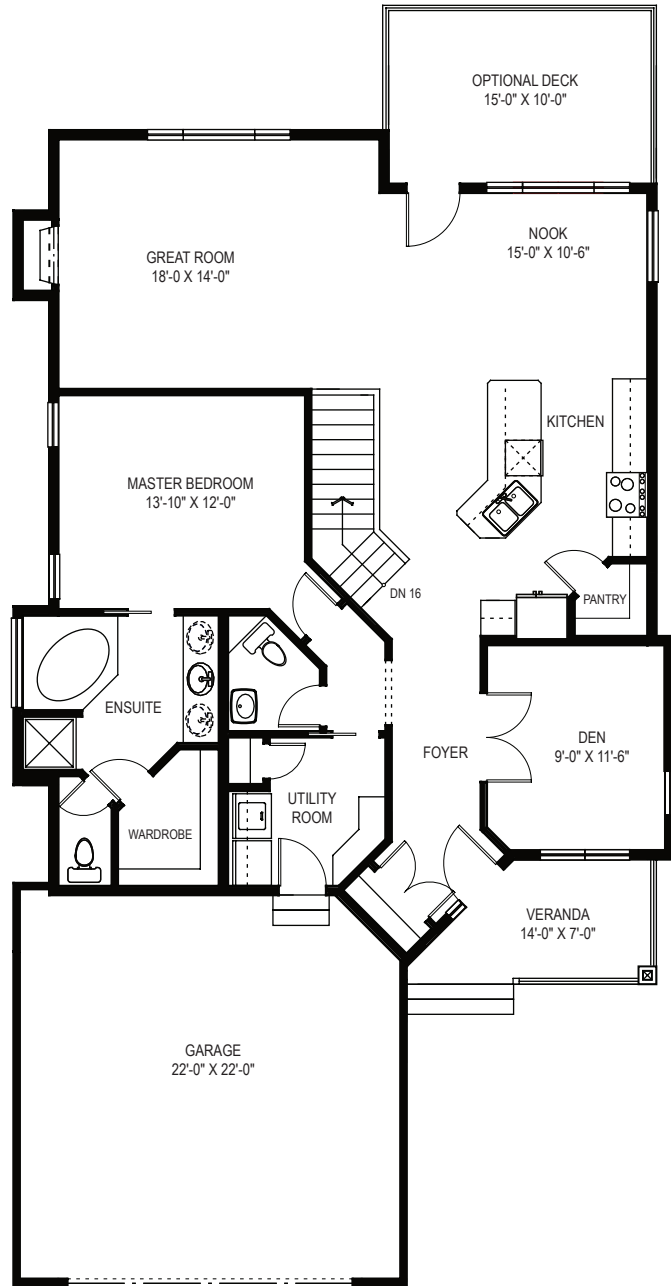 OPTIONAL DECK
15'-0" X 10'-0"
NOOK
15'-0" X 10'-6"
GREAT ROOM
18'-0 X 14'-0"
KITCHEN
MASTER BEDROOM
13'-10" X 12'-0"
DN 16
PANTRY
ENSUITE
FOYER
DEN
9'-0" X 11'-6"
UTILITY
ROOM
WARDROBE
VERANDA
14'-0" X 7'-0"
GARAGE
22'-0" X 22'-0"